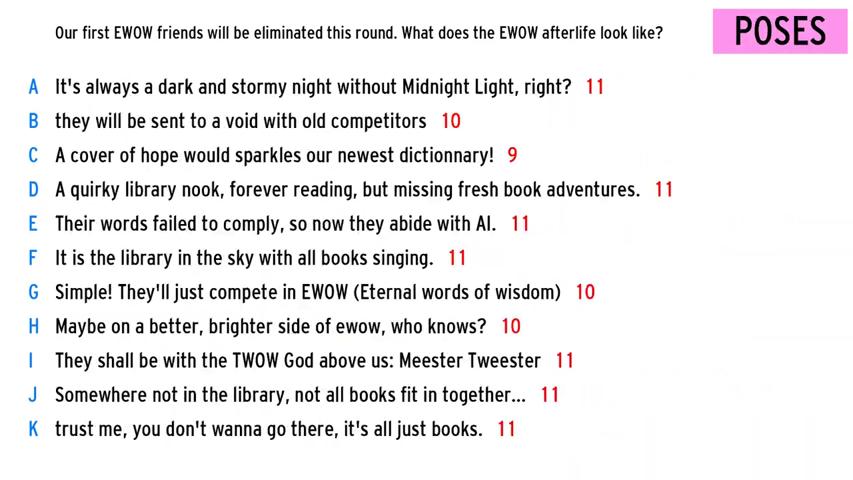 Our first EWOW friends will be eliminated this round. What does the EWOW afterlife look like?
POSES
A It's always a dark and stormy night without Midnight Light, right? 11
B they will be sent to a void with old competitors 10
C A cover of hope would sparkles our newest dictionnary! 9
D A quirky library nook, forever reading, but missing fresh book adventures. 11
E Their words failed to comply, so now they abide with AI. 11
F It is the library in the sky with all books singing. 11
G Simple! They'll just compete in EWOW (Eternal words of wisdom) 10
H Maybe on a better, brighter side of ewow, who knows? 10
I They shall be with the TWOW God above us: Meester Tweester 11
J Somewhere not in the library, not all books fit in together... 11
K trust me, you don't wanna go there, it's all just books. 11